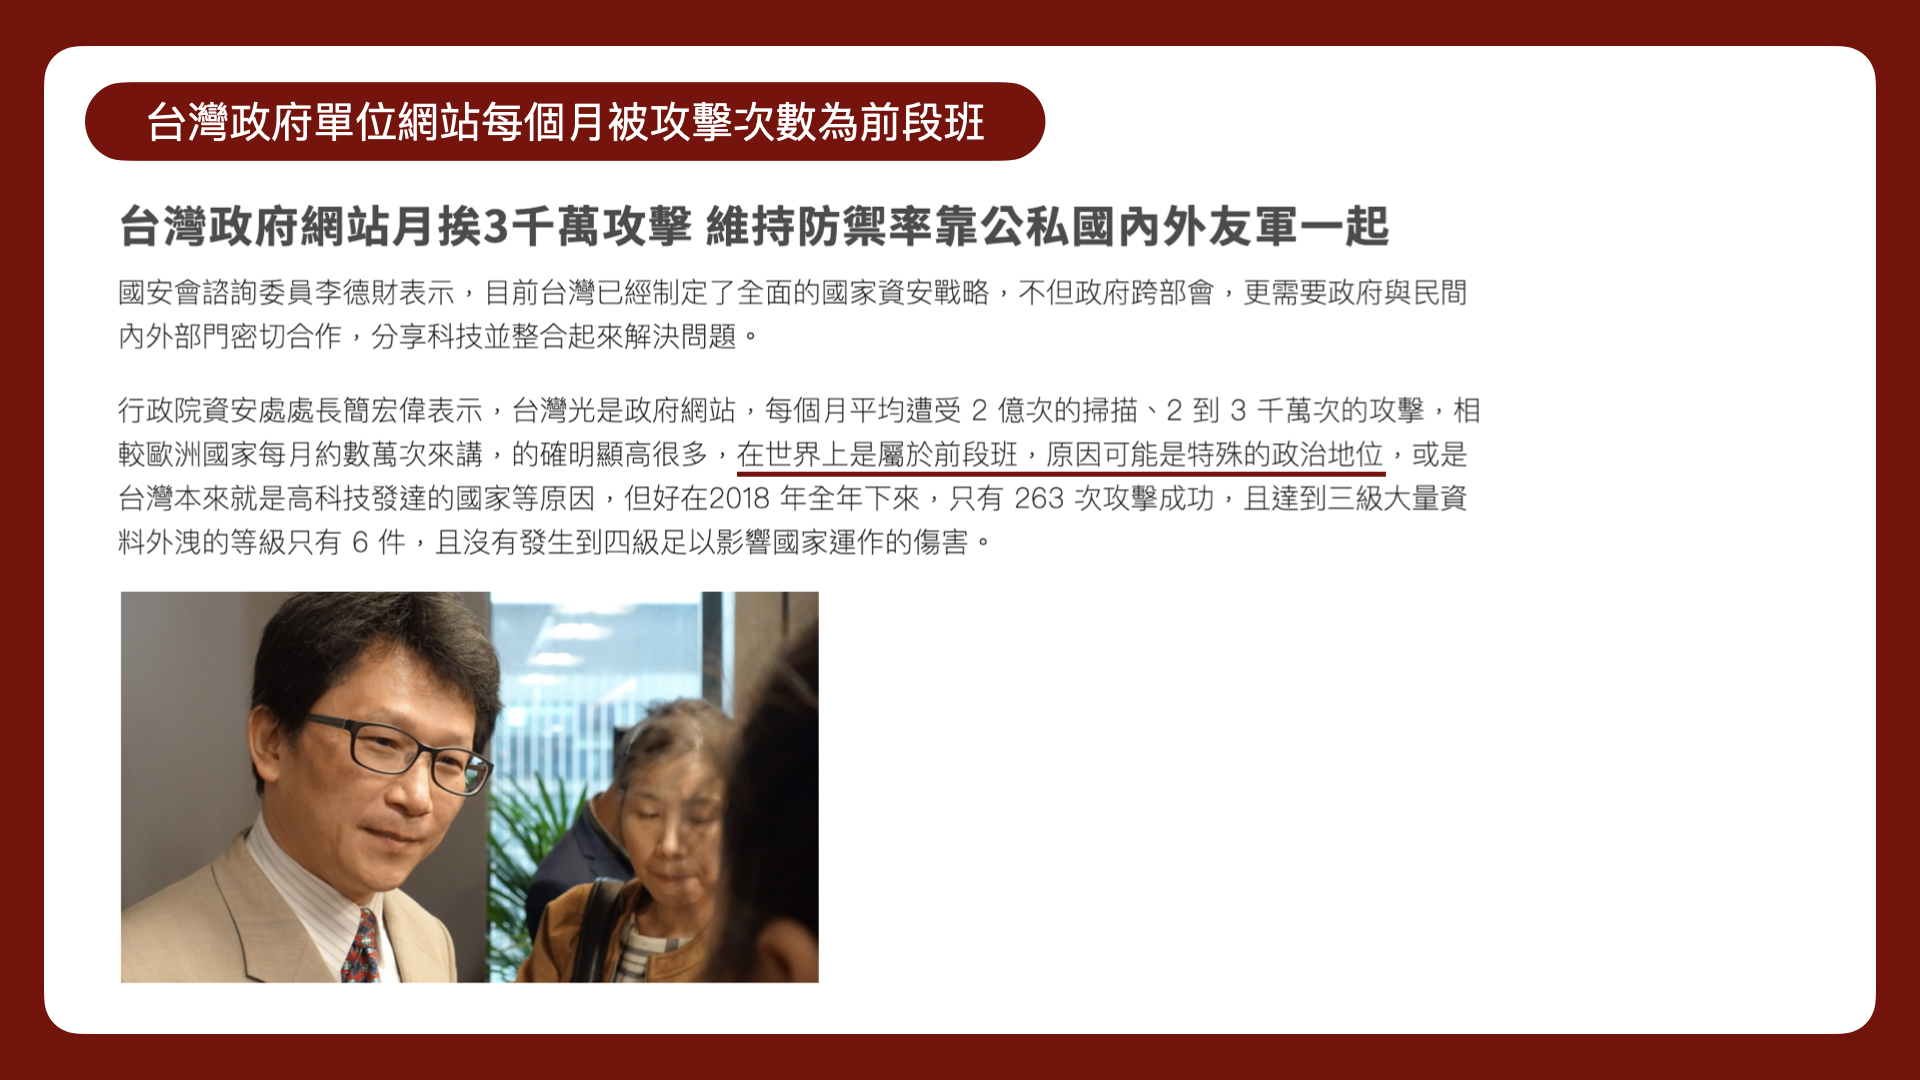 台灣政府單位網站每個月被攻擊次數為前段班
台灣政府網站月挨3千萬攻擊 維持防禦率靠公私國內外友軍一起
國安會諮詢委員李德財表示，目前台灣已經制定了全面的國家資安戰略，不但政府跨部會，更需要政府與民間
內外部門密切合作，分享科技並整合起來解決問題。
行政院資安處處長簡宏偉表示，台灣光是政府網站，每個月平均遭受 2 億次的掃描、2 到 3 千萬次的攻擊，相
較歐洲國家每月約數萬次來講，的確明顯高很多，在世界上是屬於前段班，原因可能是特殊的政治地位，或是
台灣本來就是高科技發達的國家等原因，但好在2018 年全年下來，只有 263 次攻擊成功，且達到三級大量資
料外洩的等級只有 6 件，且沒有發生到四級足以影響國家運作的傷害。